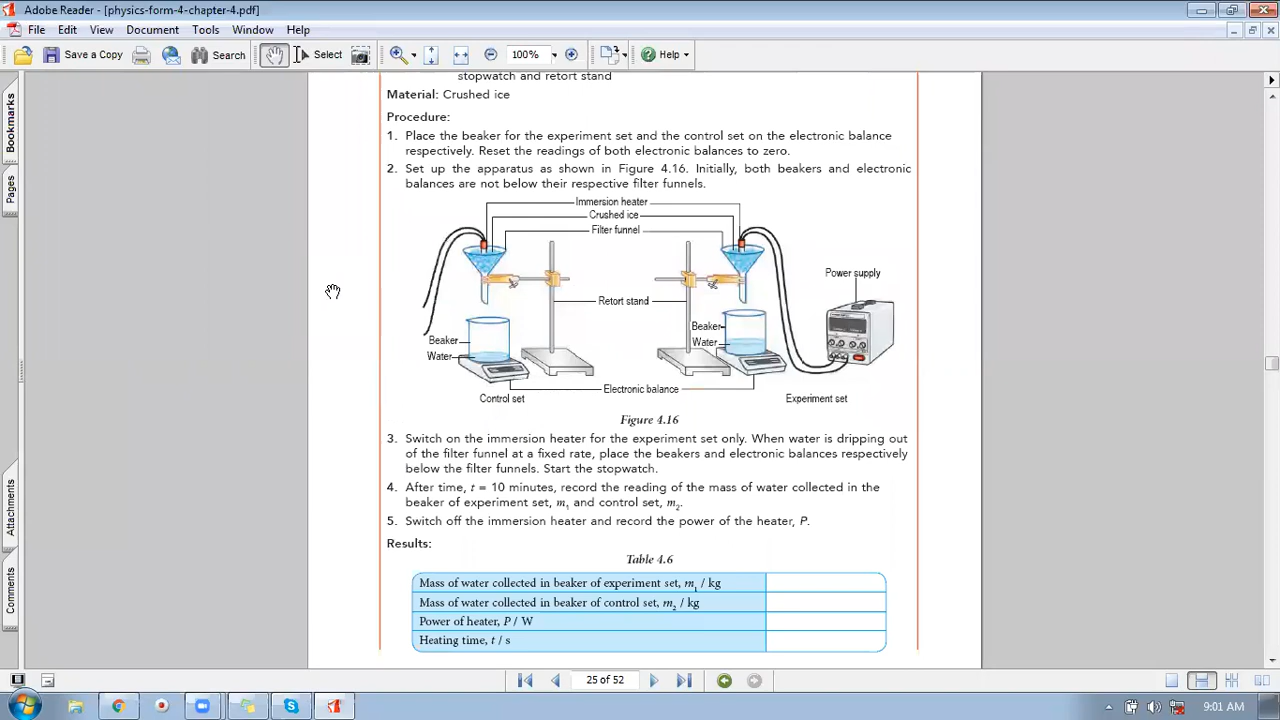 Adobe Reader - [physics-form-4-chapter-4.pdf]
File Edit View Document Tools Window Help
Save a Copy Search Select 100% Help
Bookmarks
Pages
Attachments
Comments
stopwatch and retort stand
Material: Crushed ice
Procedure:
1. Place the beaker for the experiment set and the control set on the electronic balance
respectively. Reset the readings of both electronic balances to zero.
2. Set up the apparatus as shown in Figure 4.16. Initially, both beakers and electronic
balances are not below their respective filter funnels.
Immersion heater
Crushed ice
Filter funnel
Power supply
Retort stand
Beaker
Water
Beaker
Water
Electronic balance
Control set
Experiment set
Figure 4.16
3. Switch on the immersion heater for the experiment set only. When water is dripping out
of the filter funnel at a fixed rate, place the beakers and electronic balances respectively
below the filter funnels. Start the stopwatch.
4. After time, t = 10 minutes, record the reading of the mass of water collected in the
beaker of experiment set, m₁ and control set, m₂.
5. Switch off the immersion heater and record the power of the heater, P.
Results:
Table 4.6
Mass of water collected in beaker of experiment set, m₁ / kg
Mass of water collected in beaker of control set, m₂ / kg
Power of heater, P / W
Heating time, t / s
25 of 52
9:01 AM